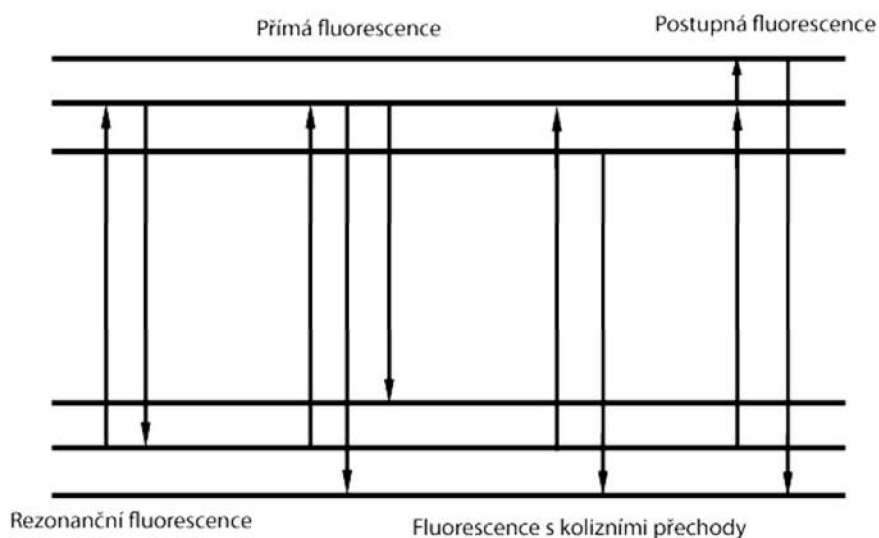 Přímá fluorescence
Postupná fluorescence
Rezonanční fluorescence
Fluorescence s kolizními přechody